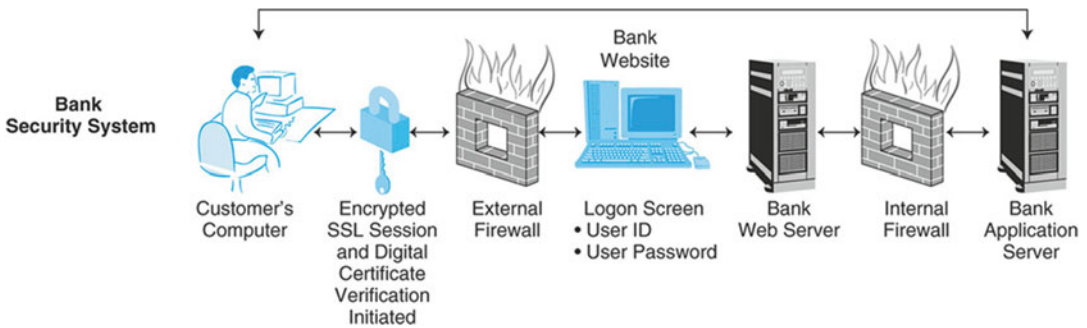 Bank
Website
Bank
Security System
Customer's
Computer
Encrypted
SSL Session
and Digital
Certificate
Verification
Initiated
External
Firewall
Logon Screen
• User ID
• User Password
Bank
Web Server
Internal
Firewall
Bank
Application
Server